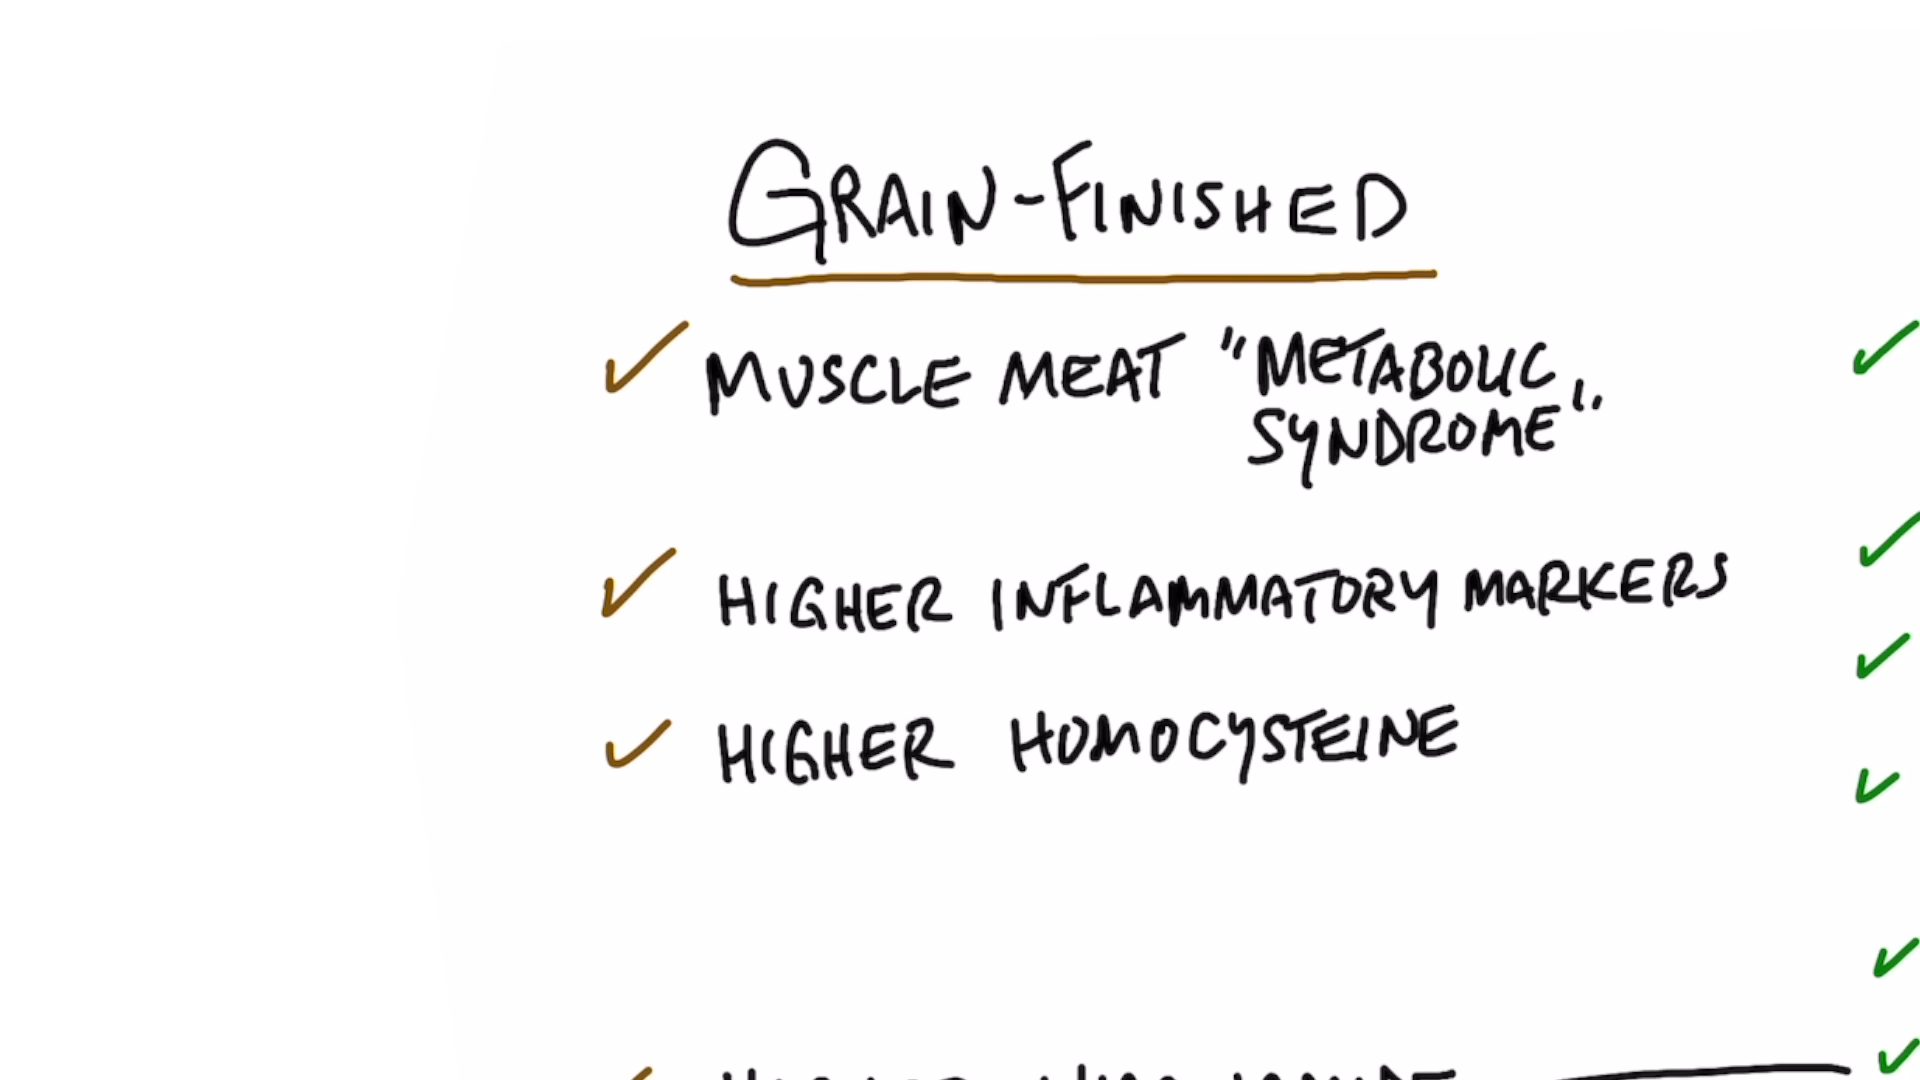 GRAIN-FINISHED
MUSCLE MEAT "METABOLIC
SYNDROME"
HIGHER INFLAMMATORY MARKERS
HIGHER HOMOCYSTEINE